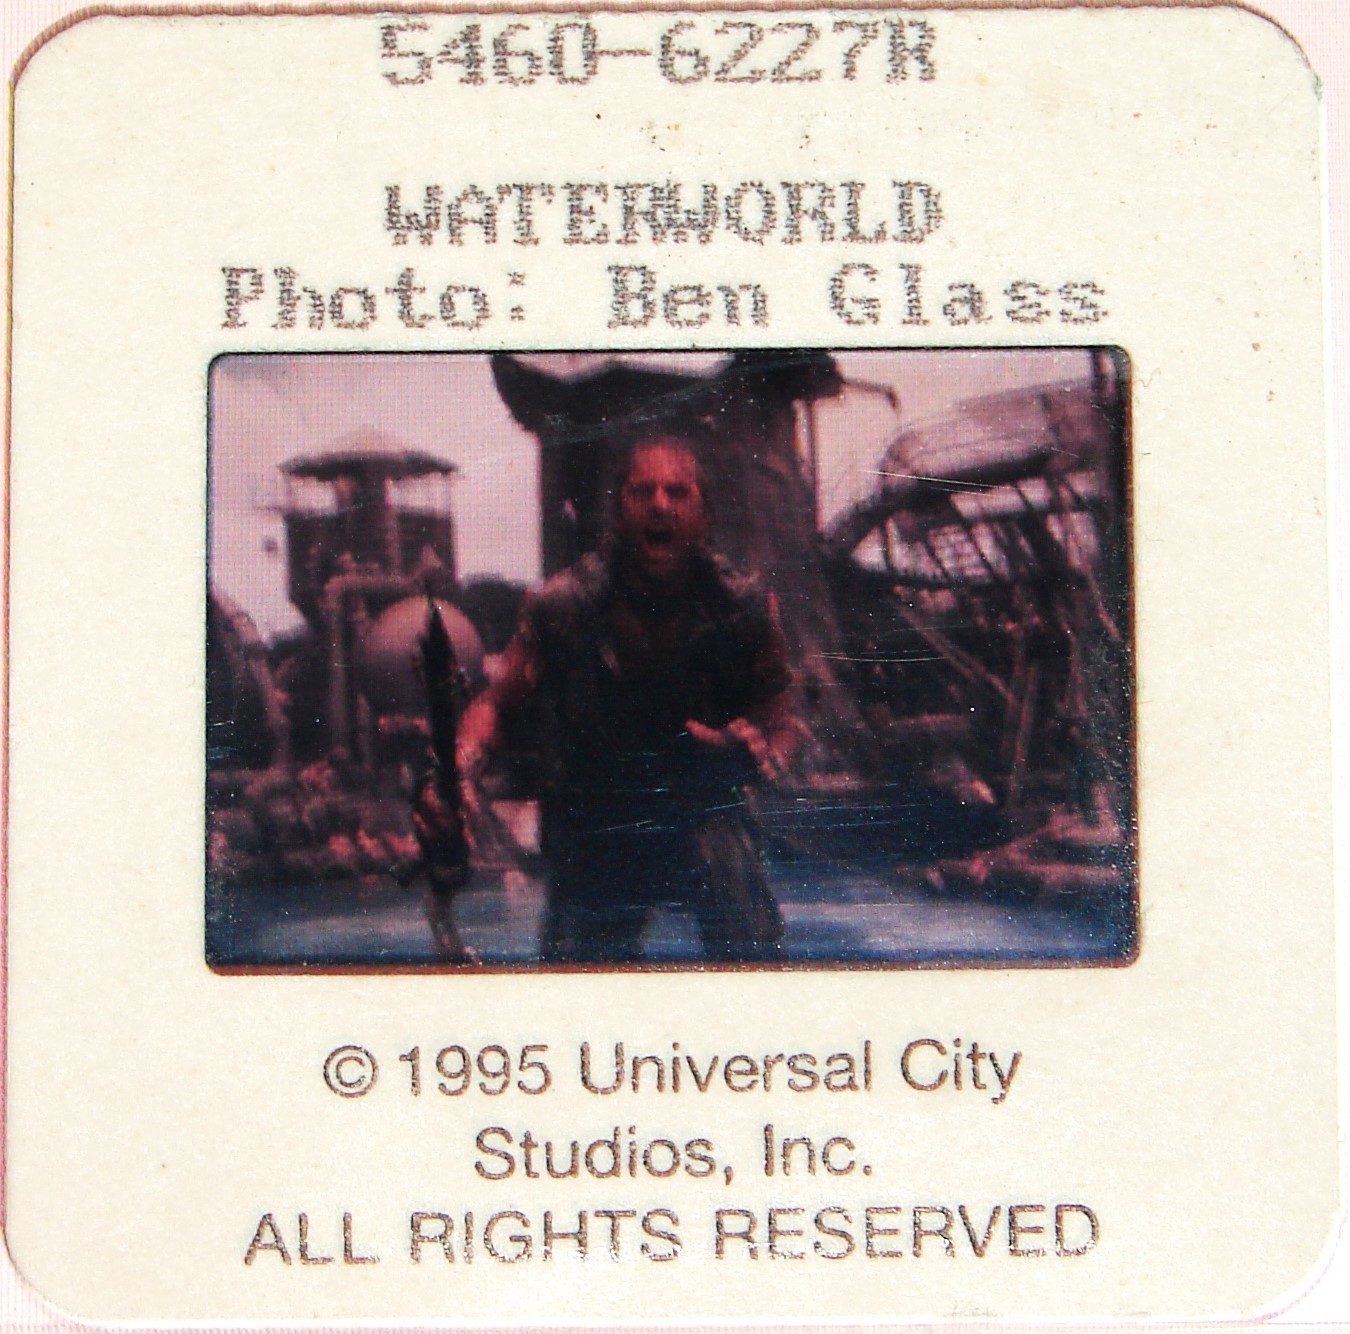 5460-6227R
WATERWORLD
Photo: Ben Glass
© 1995 Universal City
Studios, Inc.
ALL RIGHTS RESERVED